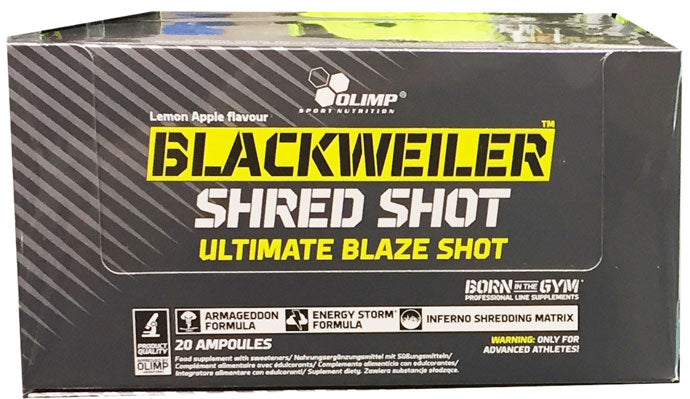 OLIMP®
SPORT NUTRITION
Lemon Apple flavour
BLACKWEILER™
SHRED SHOT
ULTIMATE BLAZE SHOT
BORN IN THE GYM®
PROFESSIONAL LINE SUPPLEMENTS
ARMAGEDDON FORMULA
ENERGY STORM® FORMULA
INFERNO SHREDDING MATRIX
PRODUCT QUALITY
APPROVED BY
OLIMP
LABORATORIES
20 AMPOULES
WARNING: ONLY FOR
ADVANCED ATHLETES!
Food supplement with sweeteners/ Nahrungsergänzungsmittel mit Süßungsmitteln/
Complément alimentaire avec édulcorants/ Complemento alimenticio con edulcorantes/
Integratore alimentare con edulcoranti/ Suplement diety. Zawiera substancje słodzące.